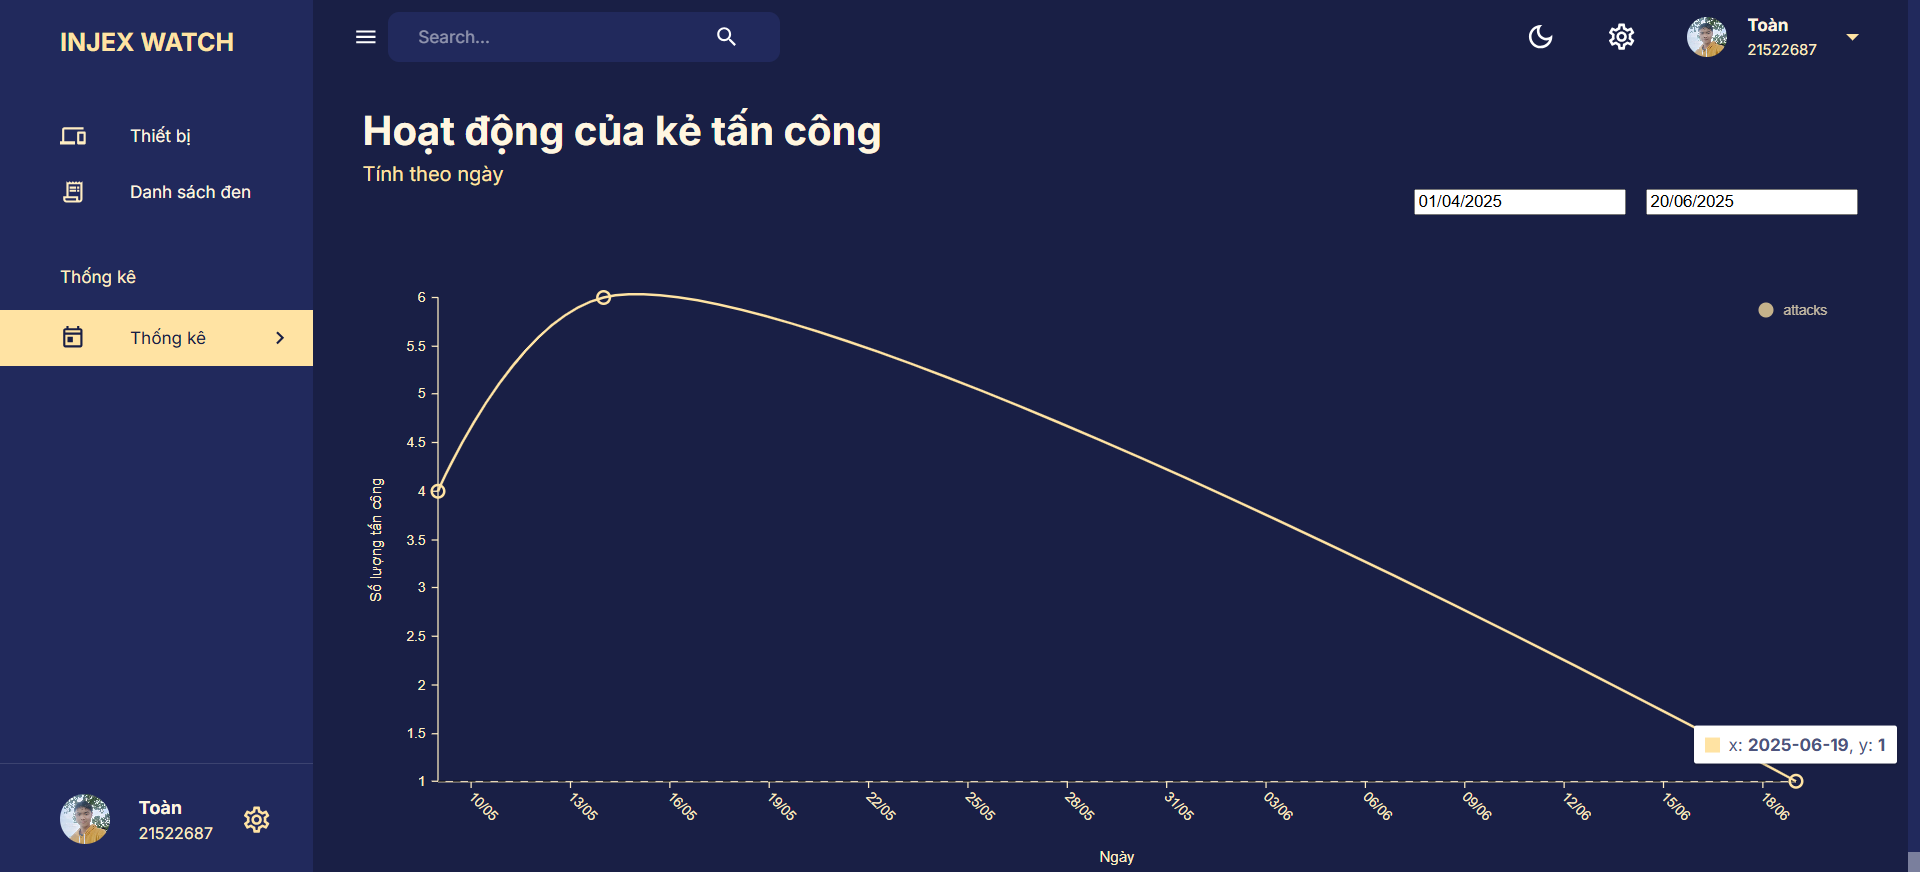 INJEX WATCH
Thiết bị
Danh sách đen
Thống kê
Thống kê
Toàn
21522687
Search...
Toàn
21522687
Hoạt động của kẻ tấn công
Tính theo ngày
01/04/2025
20/06/2025
attacks
Số lượng tấn công
6
5.5
5
4.5
4
3.5
3
2.5
2
1.5
1
x: 2025-06-19, y: 1
10/05
13/05
16/05
19/05
22/05
25/05
28/05
31/05
03/06
06/06
09/06
12/06
15/06
18/06
Ngày